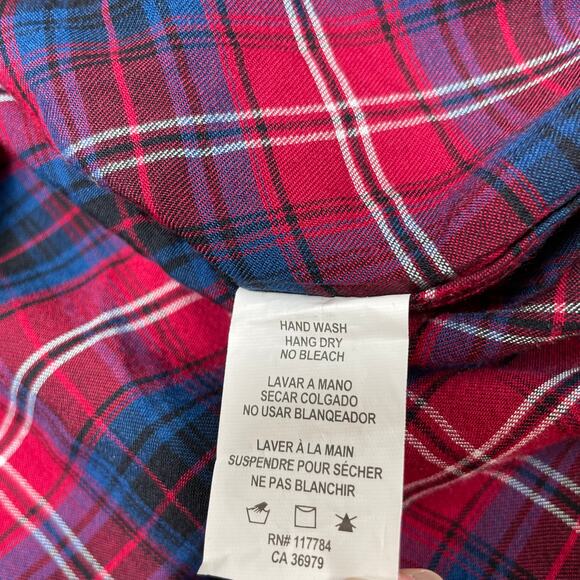 HAND WASH
HANG DRY
NO BLEACH
LAVAR A MANO
SECAR COLGADO
NO USAR BLANQEADOR
LAVER À LA MAIN
SUSPENDRE POUR SÉCHER
NE PAS BLANCHIR
RN# 117784
CA 36979